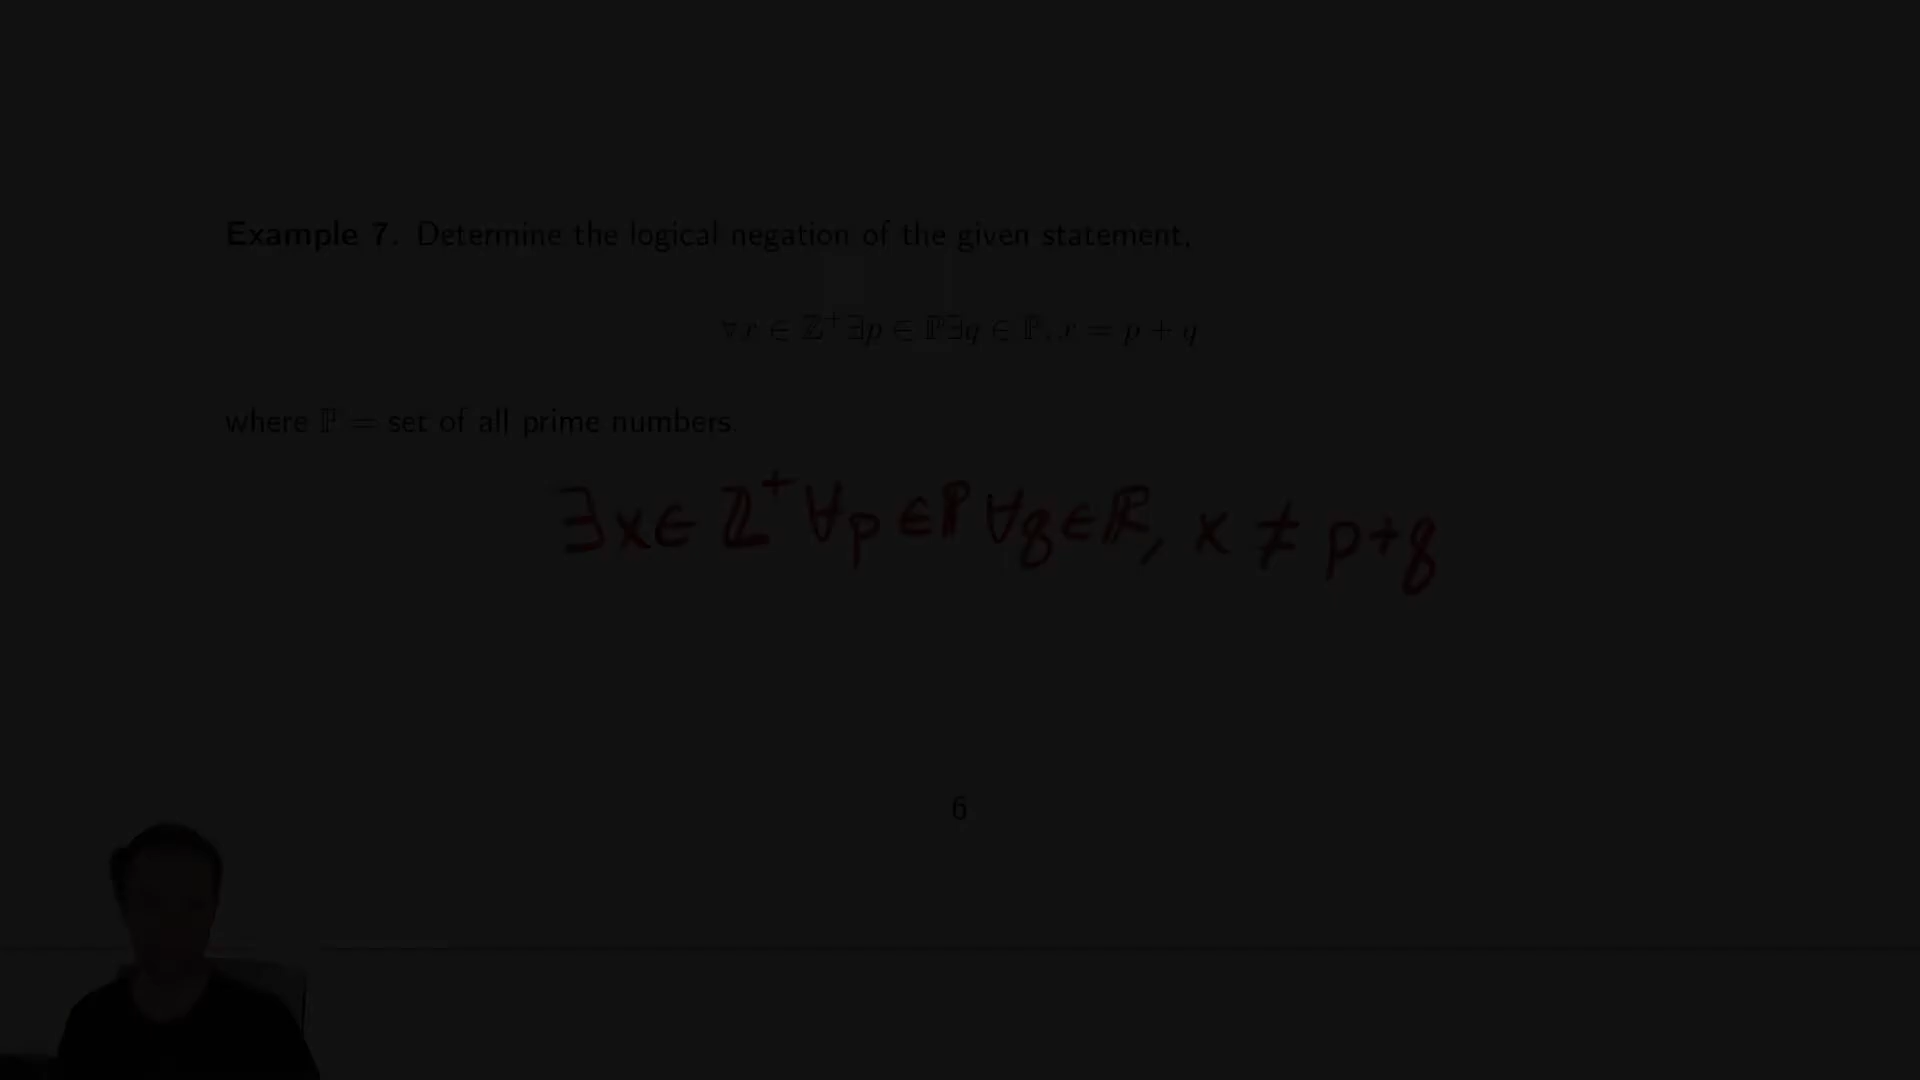 Example 7. Determine the logical negation of the given statement,
∀x ∈ ℤ⁺∃p ∈ ℙ∃q ∈ ℙ, x = p + q
where ℙ = set of all prime numbers.
∃x∈ ℤ⁺ ∀p ∈ℙ ∀q∈ℝ, x ≠ p+q
6